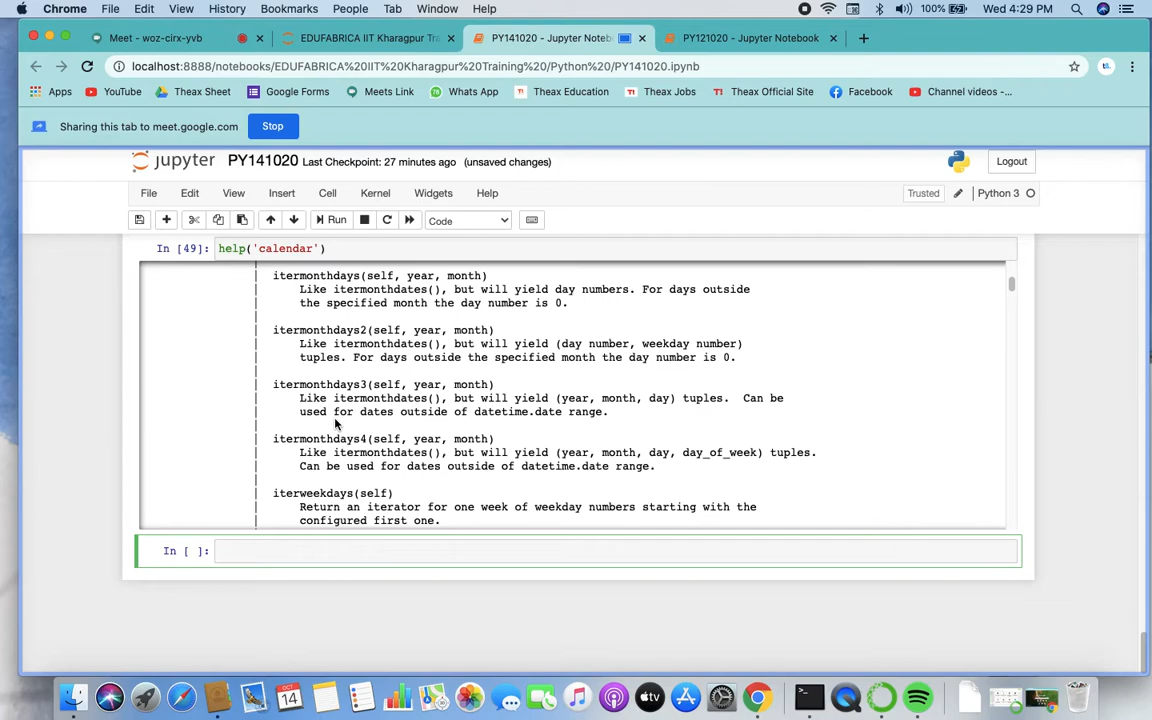 Chrome File Edit View History Bookmarks People Tab Window Help 100% Wed 4:29 PM
Meet - woz-cirx-yvb
EDUFABRICA IIT Kharagpur Tra
PY141020 - Jupyter Noteb
PY121020 - Jupyter Notebook
localhost:8888/notebooks/EDUFABRICA%20IIT%20Kharagpur%20Training%20/Python%20/PY141020.ipynb
Apps YouTube Theax Sheet Google Forms Meets Link Whats App Theax Education Theax Jobs Theax Official Site Facebook Channel videos -...
Sharing this tab to meet.google.com Stop
jupyter PY141020 Last Checkpoint: 27 minutes ago (unsaved changes) Logout
File Edit View Insert Cell Kernel Widgets Help Trusted Python 3
Run Code
In [49]: help('calendar')
| itermonthdays(self, year, month)
| Like itermonthdates(), but will yield day numbers. For days outside
| the specified month the day number is 0.
|
| itermonthdays2(self, year, month)
| Like itermonthdates(), but will yield (day number, weekday number)
| tuples. For days outside the specified month the day number is 0.
|
| itermonthdays3(self, year, month)
| Like itermonthdates(), but will yield (year, month, day) tuples.  Can be
| used for dates outside of datetime.date range.
|
| itermonthdays4(self, year, month)
| Like itermonthdates(), but will yield (year, month, day, day_of_week) tuples.
| Can be used for dates outside of datetime.date range.
|
| iterweekdays(self)
| Return an iterator for one week of weekday numbers starting with the
| configured first one.
In [ ]:
OCT
14
tv